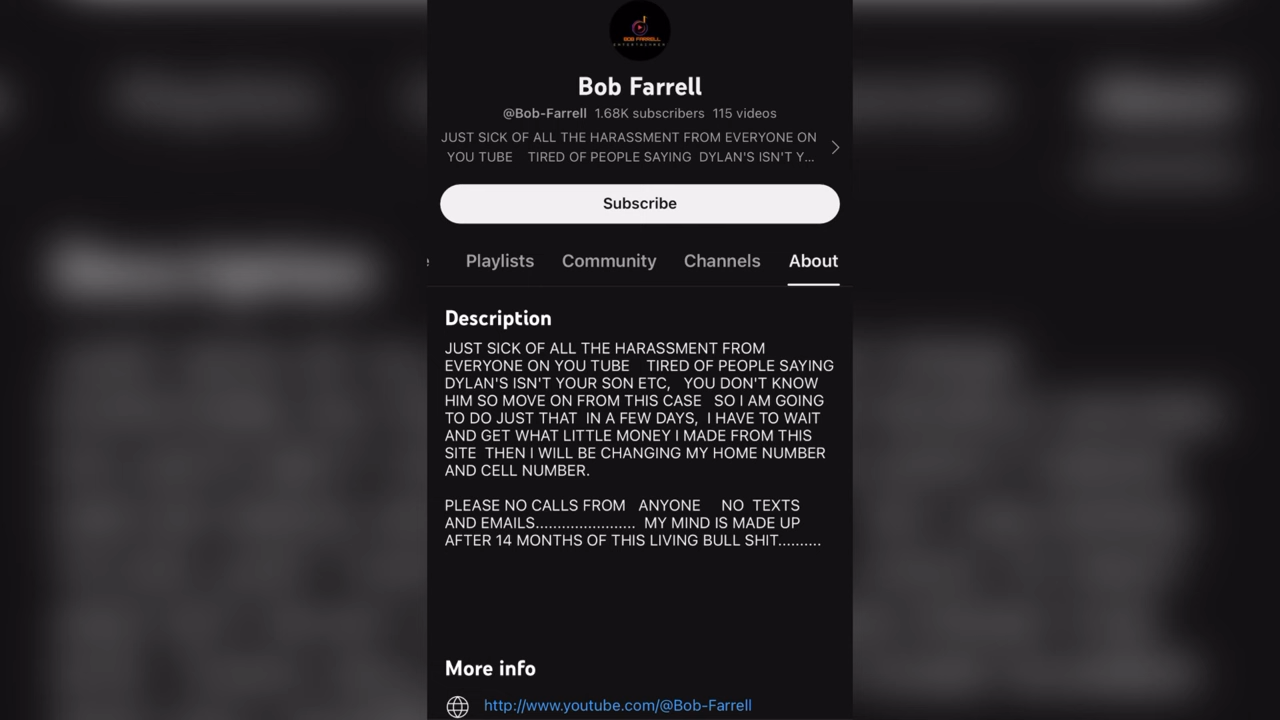 BOB FARRELL
Bob Farrell
@Bob-Farrell 1.68K subscribers 115 videos
JUST SICK OF ALL THE HARASSMENT FROM EVERYONE ON
YOU TUBE TIRED OF PEOPLE SAYING DYLAN'S ISN'T Y...
Subscribe
e Playlists Community Channels About
Description
JUST SICK OF ALL THE HARASSMENT FROM
EVERYONE ON YOU TUBE TIRED OF PEOPLE SAYING
DYLAN'S ISN'T YOUR SON ETC, YOU DON'T KNOW
HIM SO MOVE ON FROM THIS CASE SO I AM GOING
TO DO JUST THAT IN A FEW DAYS, I HAVE TO WAIT
AND GET WHAT LITTLE MONEY I MADE FROM THIS
SITE THEN I WILL BE CHANGING MY HOME NUMBER
AND CELL NUMBER.
PLEASE NO CALLS FROM ANYONE NO TEXTS
AND EMAILS....................... MY MIND IS MADE UP
AFTER 14 MONTHS OF THIS LIVING BULL SHIT..........
More info
http://www.youtube.com/@Bob-Farrell